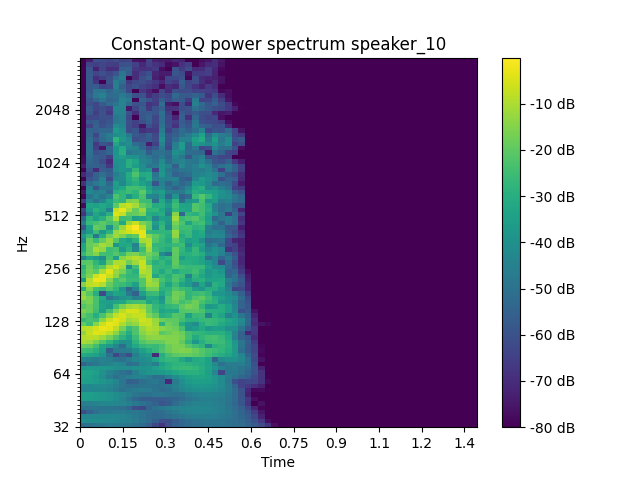 Constant-Q power spectrum speaker_10
Hz
2048
1024
512
256
128
64
32
0 0.15 0.3 0.45 0.6 0.75 0.9 1.1 1.2 1.4
Time
-10 dB
-20 dB
-30 dB
-40 dB
-50 dB
-60 dB
-70 dB
-80 dB